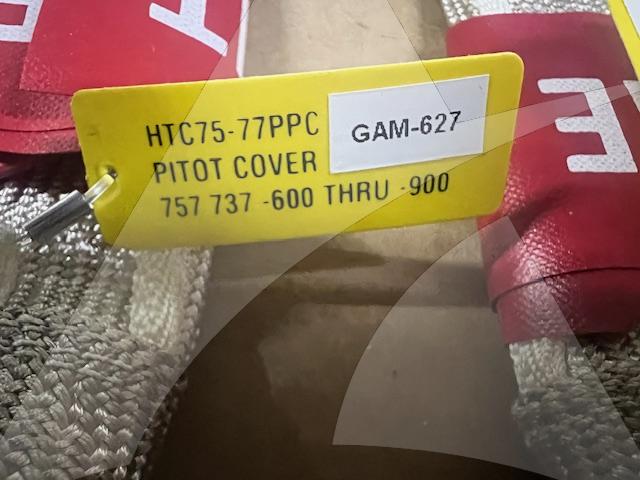 HTC75-77PPC
GAM-627
PITOT COVER
757 737 -600 THRU -900